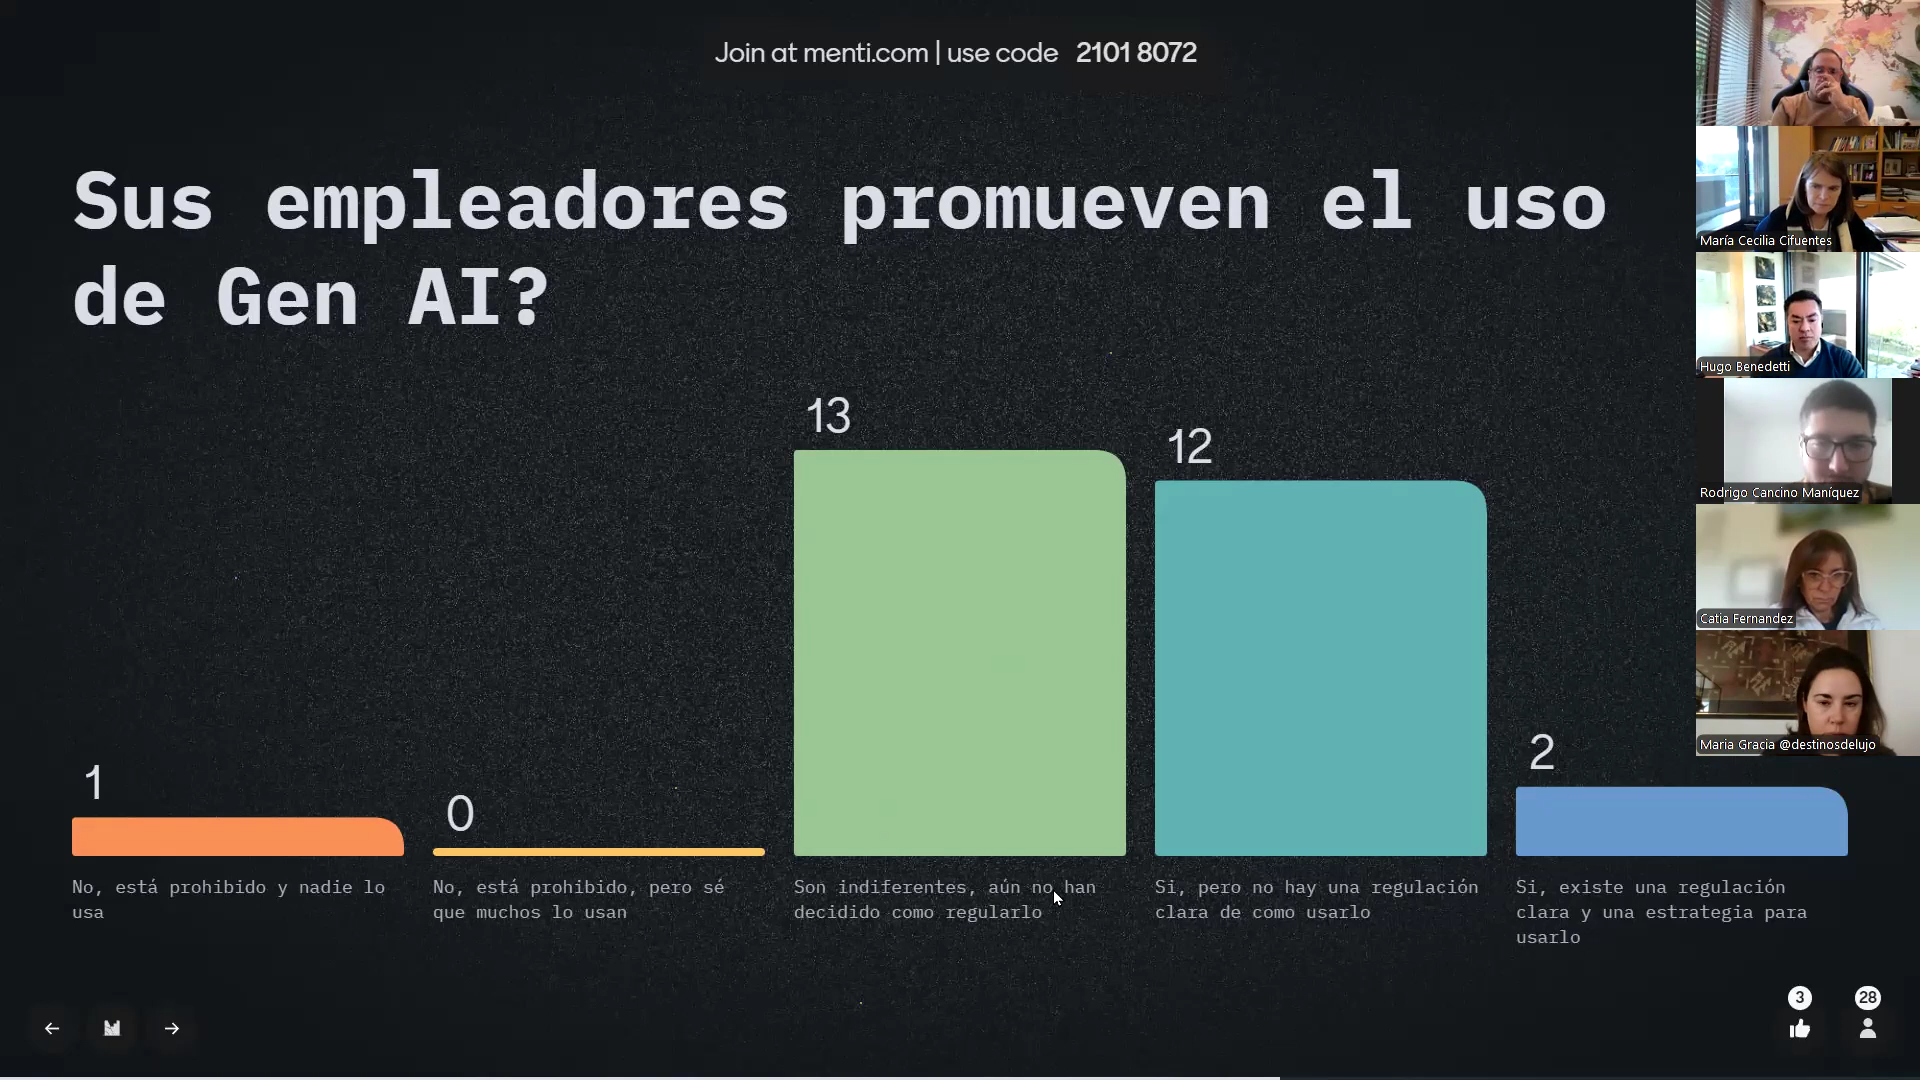 Join at menti.com | use code 2101 8072
Sus empleadores promueven el uso
de Gen AI?
1
0
13
12
2
No, está prohibido y nadie lo
usa
No, está prohibido, pero sé
que muchos lo usan
Son indiferentes, aún no han
decidido como regularlo
Si, pero no hay una regulación
clara de como usarlo
Si, existe una regulación
clara y una estrategia para
usarlo
María Cecilia Cifuentes
Hugo Benedetti
Rodrigo Cancino Maníquez
Catia Fernandez
Maria Gracia @destinosdelujo
3
28